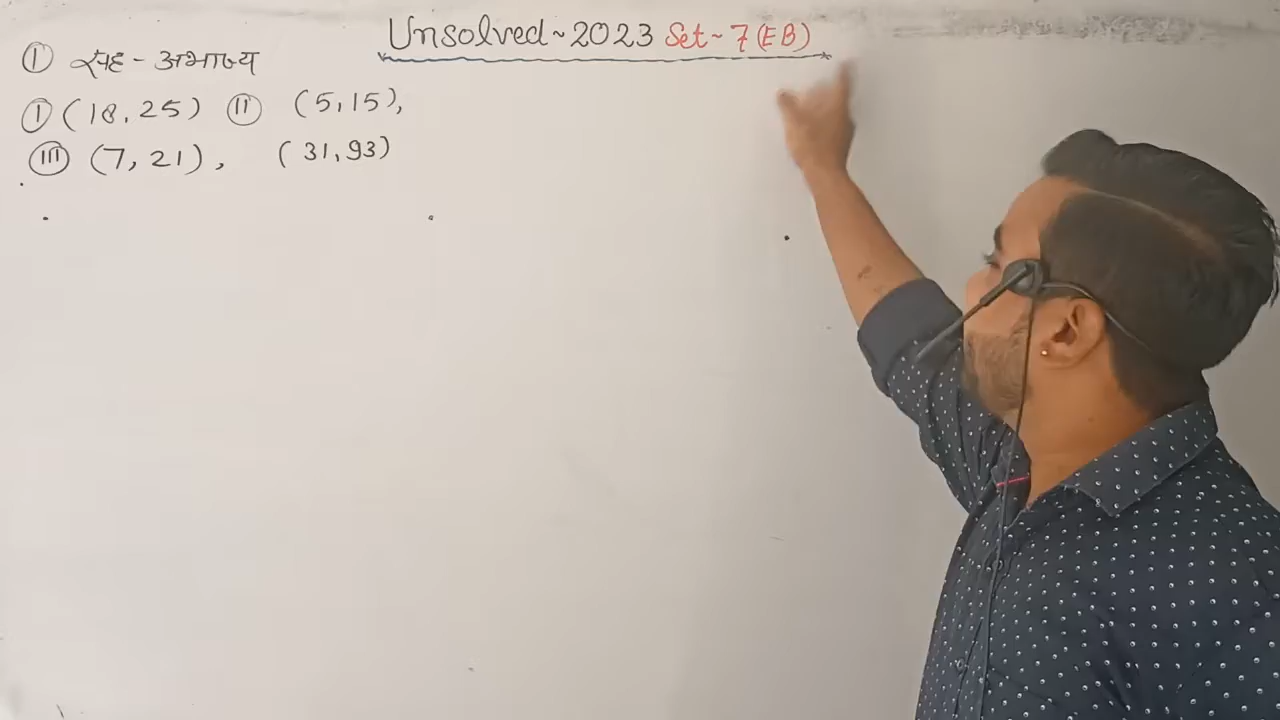 Unsolved~2023 Set~7(EB)
① सह-अभाज्य
① (18,25) ⑪ (5,15),
⑪ (7,21), (31,93)